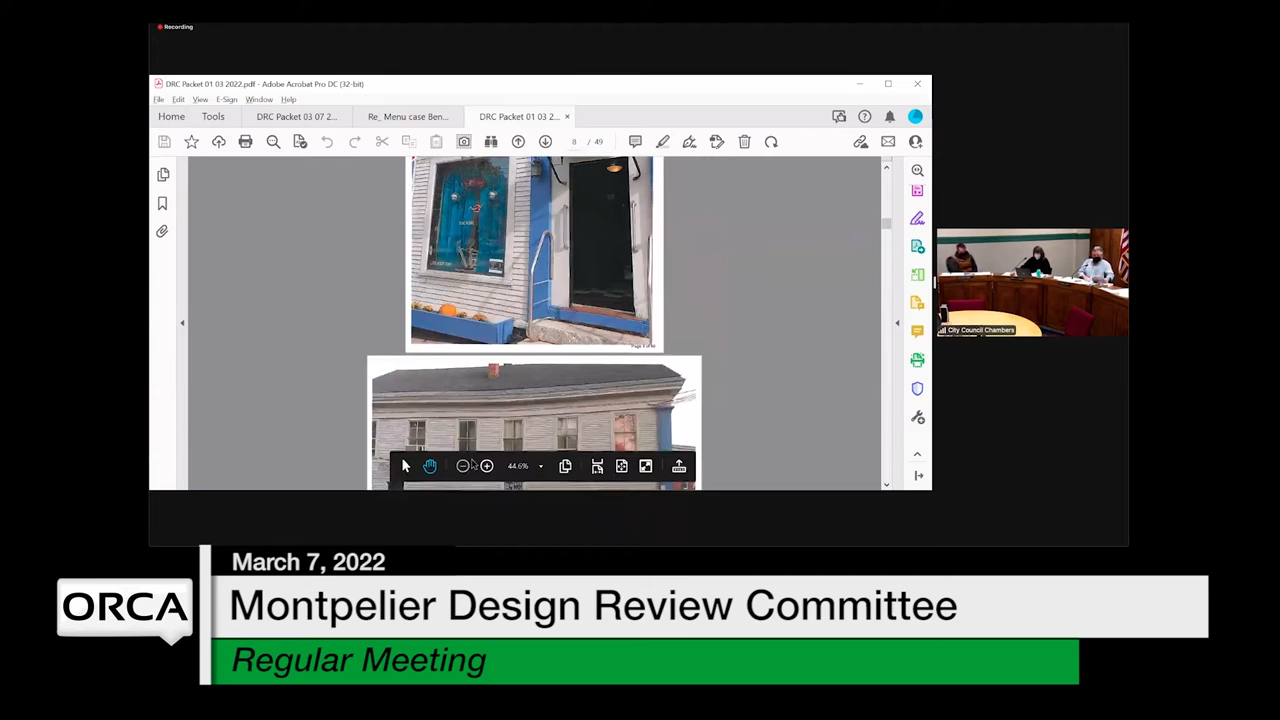 Recording
DRC Packet 01 03 2022.pdf - Adobe Acrobat Pro DC (32-bit)
File Edit View E-Sign Window Help
Home Tools DRC Packet 03 07 2... Re_ Menu case Ben... DRC Packet 01 03 2... ×
8 / 49
44.6%
City Council Chambers
March 7, 2022
ORCA
Montpelier Design Review Committee
Regular Meeting